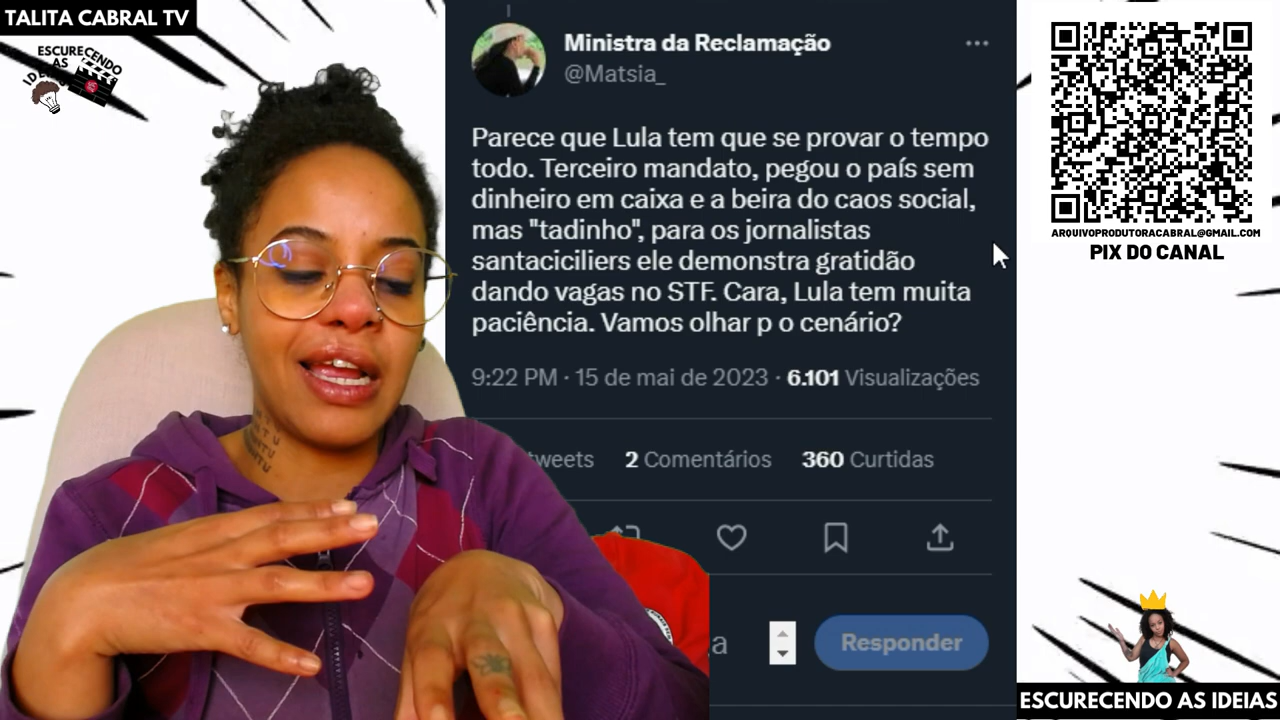 TALITA CABRAL TV
ESCURECENDO
AS
IDEIAS
Ministra da Reclamação
@Matsia_
Parece que Lula tem que se provar o tempo
todo. Terceiro mandato, pegou o país sem
dinheiro em caixa e a beira do caos social,
mas "tadinho", para os jornalistas
santaciciliers ele demonstra gratidão
dando vagas no STF. Cara, Lula tem muita
paciência. Vamos olhar p o cenário?
9:22 PM · 15 de mai de 2023 · 6.101 Visualizações
tweets 2 Comentários 360 Curtidas
a Responder
ARQUIVOPRODUTORACABRAL@GMAIL.COM
PIX DO CANAL
ESCURECENDO AS IDEIAS